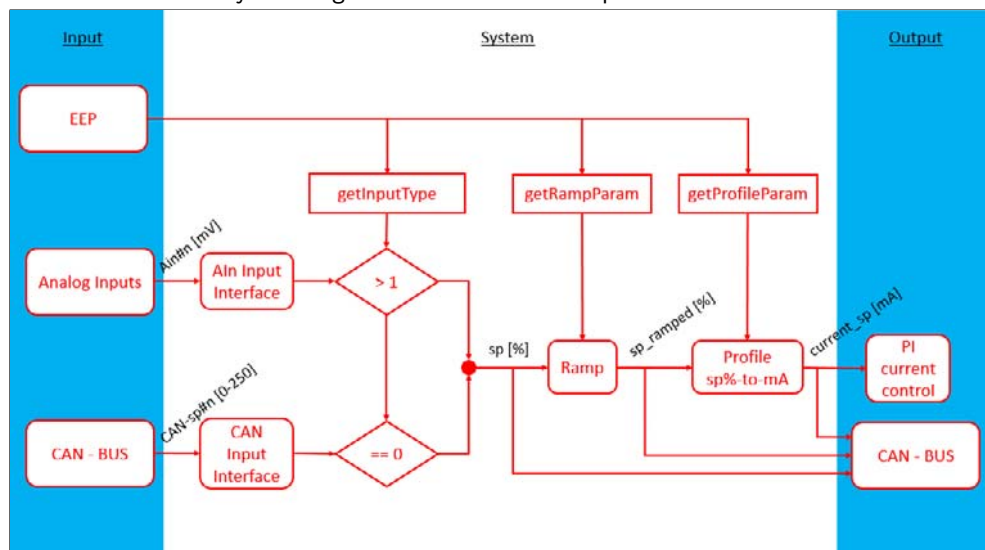 Input
System
Output
EEP
getInputType
getRampParam
getProfileParam
Analog Inputs
Ain#n [mV]
AIn Input
Interface
> 1
sp [%]
Ramp
sp_ramped [%]
Profile
sp%-to-mA
current_sp [mA]
PI
current
control
CAN - BUS
CAN-sp#n [0-250]
CAN
Input
Interface
== 0
CAN - BUS